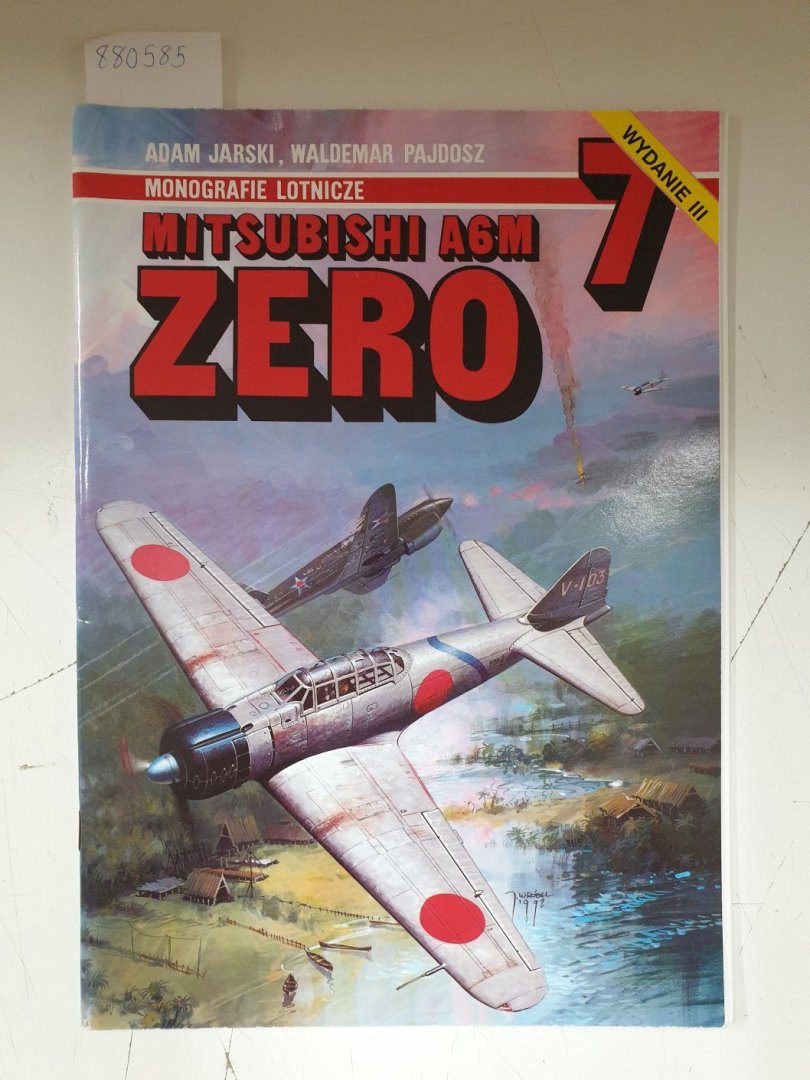 880585
ADAM JARSKI, WALDEMAR PAJDOSZ
WYDANIE III
MONOGRAFIE LOTNICZE
7
MITSUBISHI A6M
ZERO
V-103